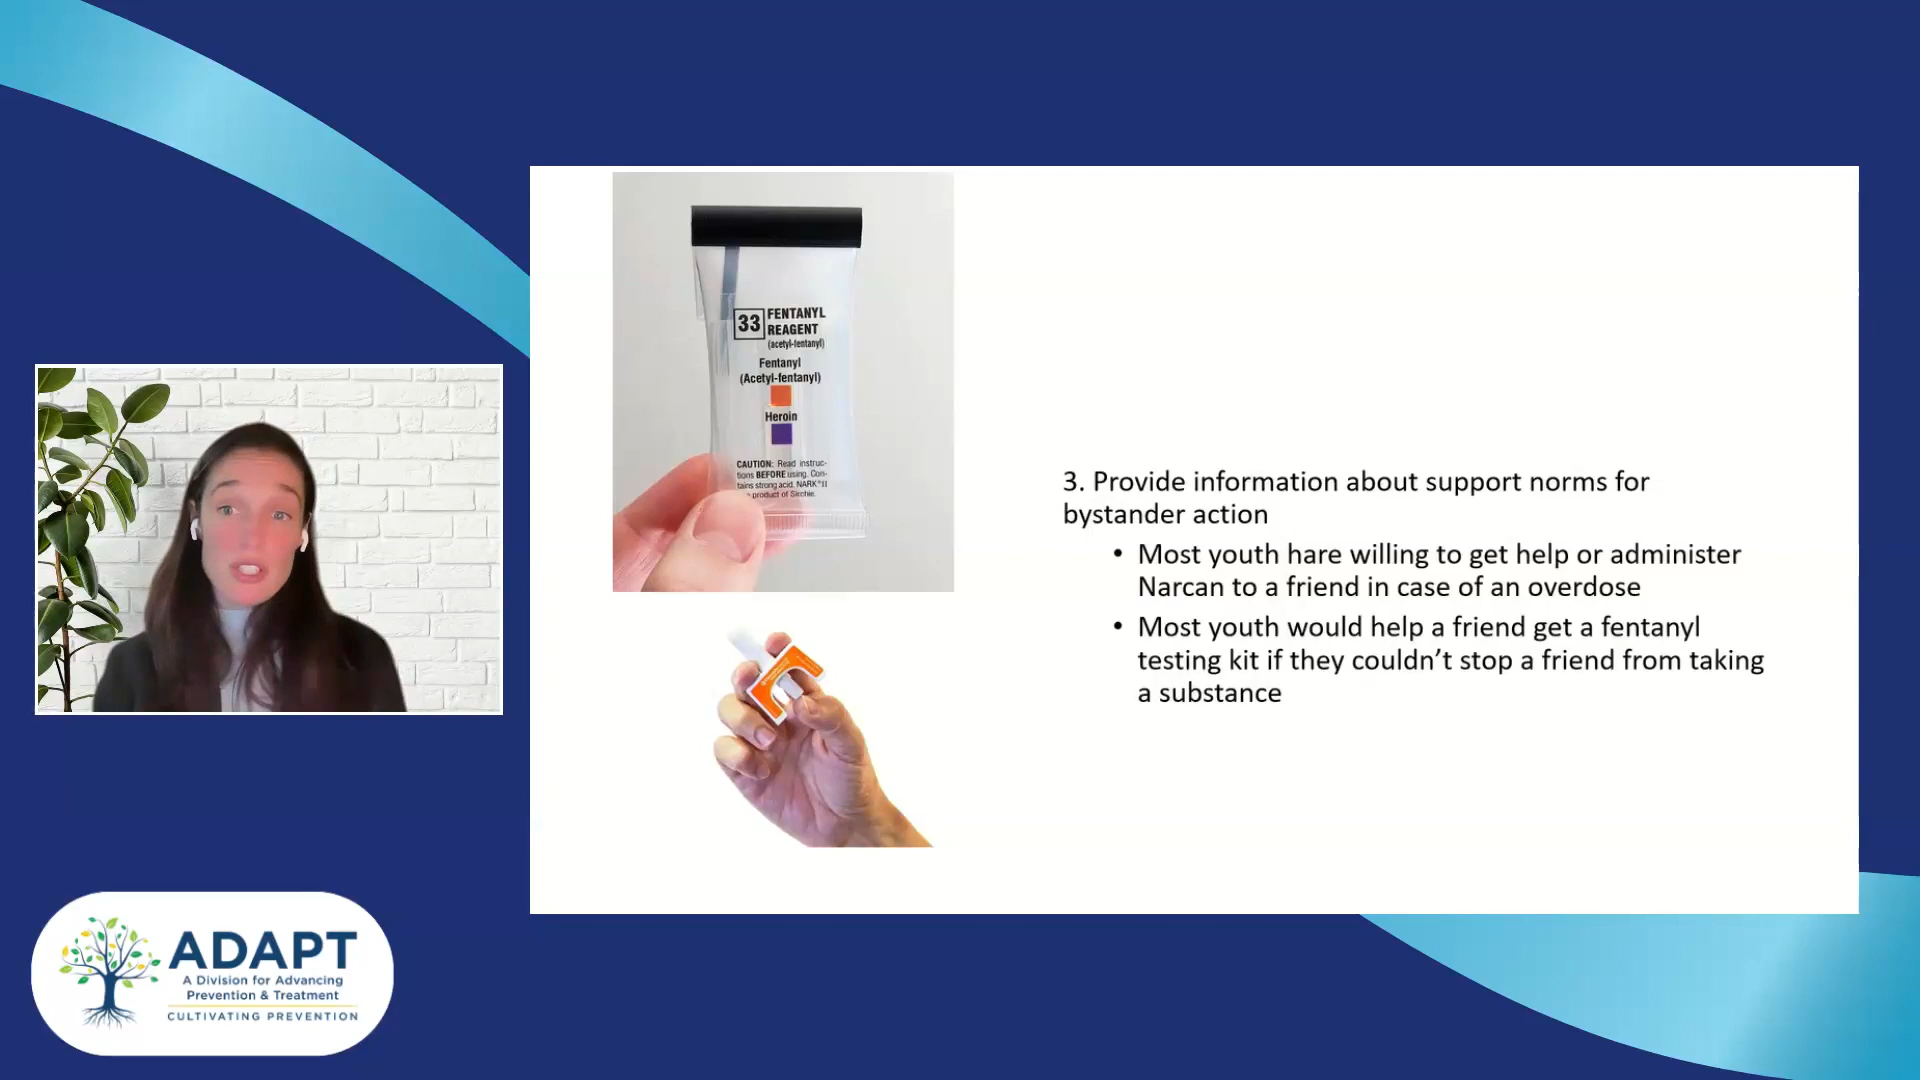 33 FENTANYL
REAGENT
(acetyl-fentanyl)
Fentanyl
(Acetyl-fentanyl)
Heroin
CAUTION: Read instruc-
tions BEFORE using. Con-
tains strong acid. NARK®II
product of Sirchie.
3. Provide information about support norms for
bystander action
• Most youth hare willing to get help or administer
Narcan to a friend in case of an overdose
• Most youth would help a friend get a fentanyl
testing kit if they couldn’t stop a friend from taking
a substance
ADAPT
A Division for Advancing
Prevention & Treatment
CULTIVATING PREVENTION